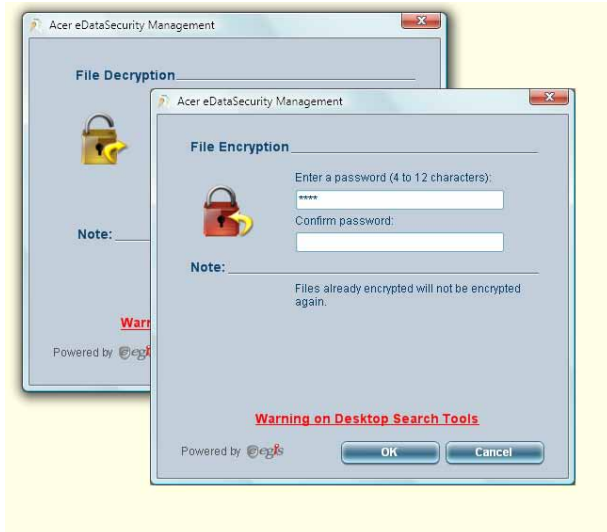 Acer eDataSecurity Management
File Decryption
Note:
Powered by egis
Acer eDataSecurity Management
File Encryption
Enter a password (4 to 12 characters):
****
Confirm password:
Note:
Files already encrypted will not be encrypted
again.
Warning on Desktop Search Tools
Powered by egis
OK
Cancel